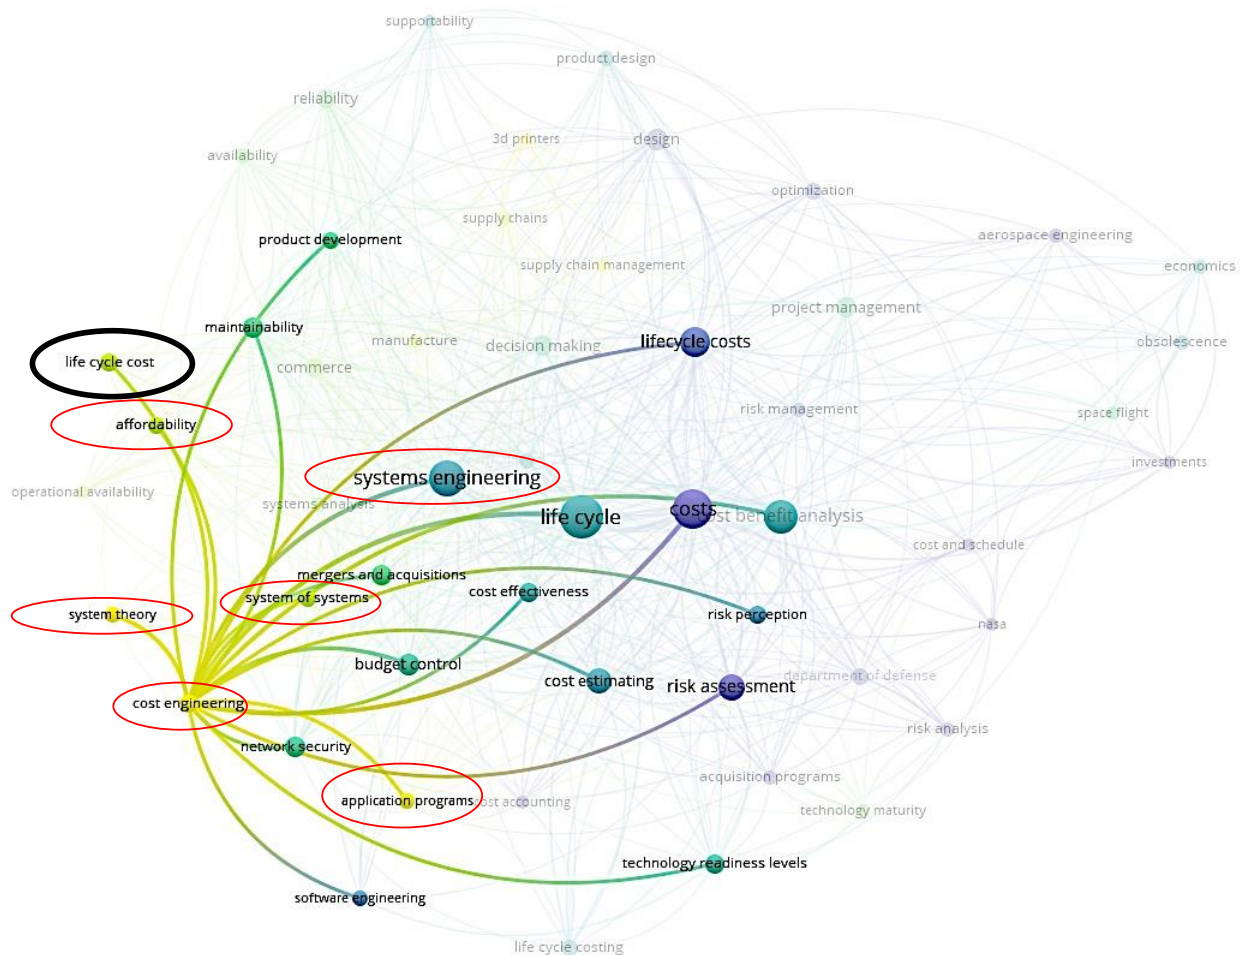 supportability
product design
reliability
3d printers
design
availability
optimization
supply chains
product development
aerospace engineering
supply chain management
economics
project management
maintainability
manufacture
lifecycle costs
decision making
obsolescence
life cycle cost
commerce
risk management
space flight
affordability
investments
systems engineering
operational availability
systems analysis
life cycle
costs
cost benefit analysis
cost and schedule
mergers and acquisitions
cost effectiveness
system of systems
system theory
risk perception
nasa
budget control
department of defense
cost estimating
risk assessment
cost engineering
risk analysis
network security
acquisition programs
application programs
cost accounting
technology maturity
technology readiness levels
software engineering
life cycle costing